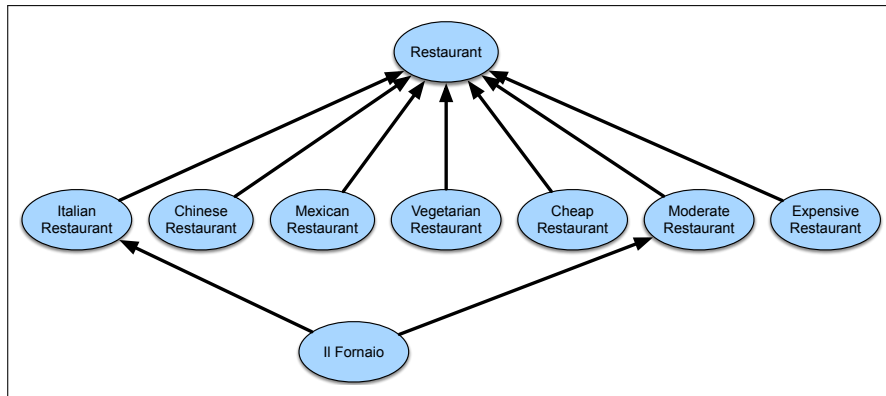 Restaurant
Italian
Restaurant
Chinese
Restaurant
Mexican
Restaurant
Vegetarian
Restaurant
Cheap
Restaurant
Moderate
Restaurant
Expensive
Restaurant
Il Fornaio